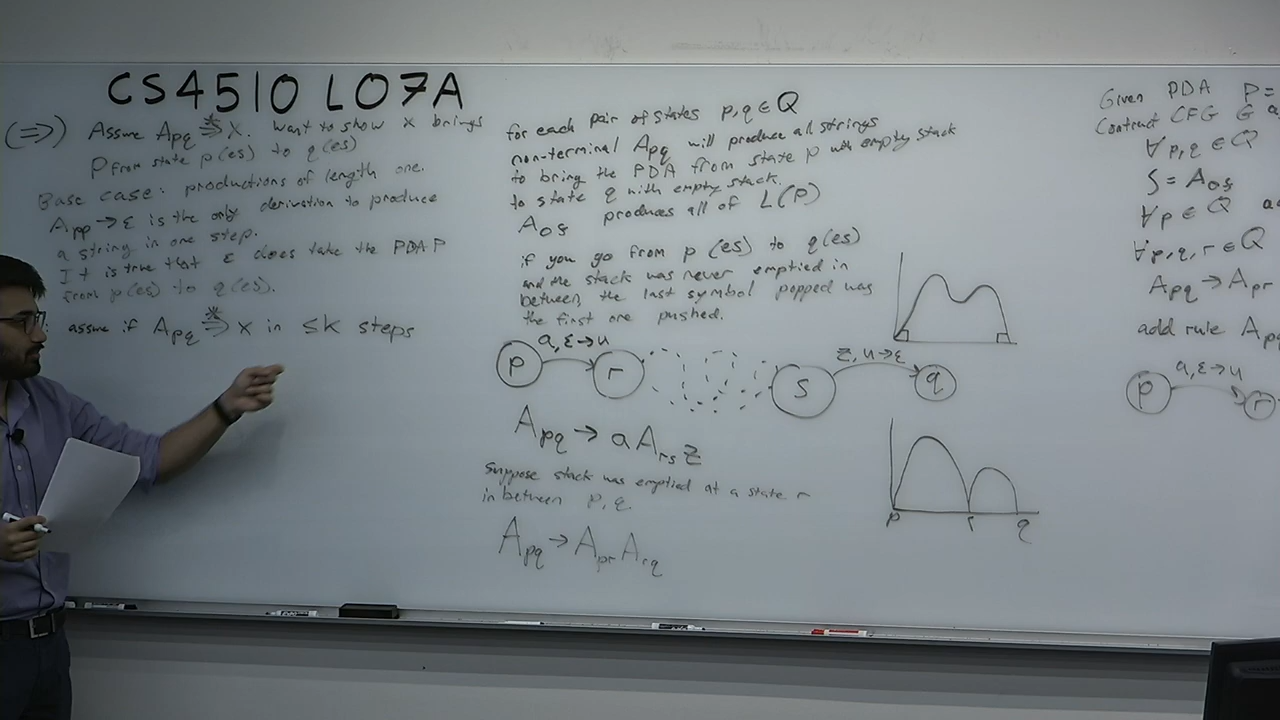 CS4510 L07A
(⇒) Assume Apq ⇒* x. want to show x brings
P from state p(es) to q(es)
Base case: productions of length one.
App → ε is the only derivation to produce
a string in one step.
It is true that ε does take the PDA P
from p(es) to q(es).
assume if Apq ⇒* x in ≤k steps
for each pair of states p,q ∈ Q
non-terminal Apq will produce all strings
to bring the PDA from state p with empty stack
to state q with empty stack.
A0s produces all of L(P)
if you go from p (es) to q(es)
and the stack was never emptied in
between, the last symbol popped was
the first one pushed.
p a,ε→u r s z,u→ε q
Apq → a Ars z
Suppose stack was emptied at a state r
in between p, q.
Apq → Apr Arq
p r q
Given PDA P=
Contruct CFG G
∀p,q ∈ Q
S = A0s
∀p ∈ Q
∀p,q,r ∈ Q
Apq → Apr
add rule Apq
p a,ε→u r